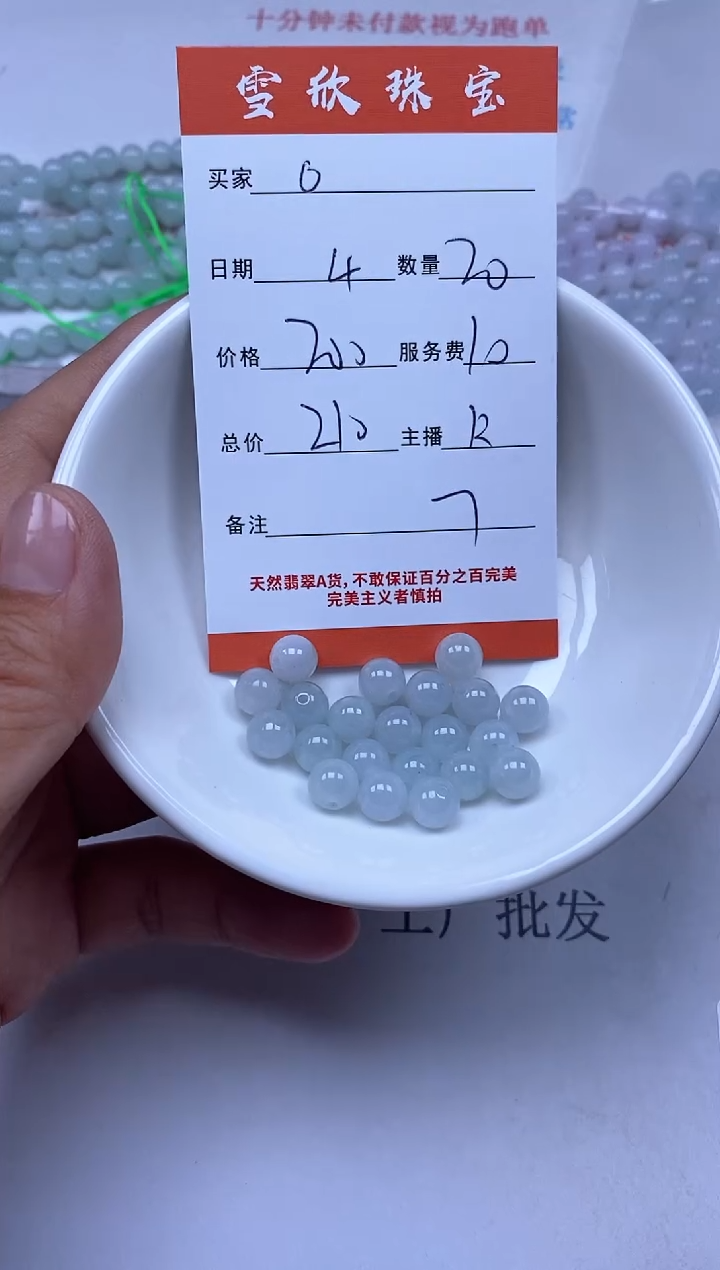 十分钟未付款视为跑单
雪欣珠宝
买家 0
日期 4 数量 20
价格 200 服务费 10
总价 210 主播 R
备注 7
天然翡翠A货,不敢保证百分之百完美
完美主义者慎拍
工厂批发